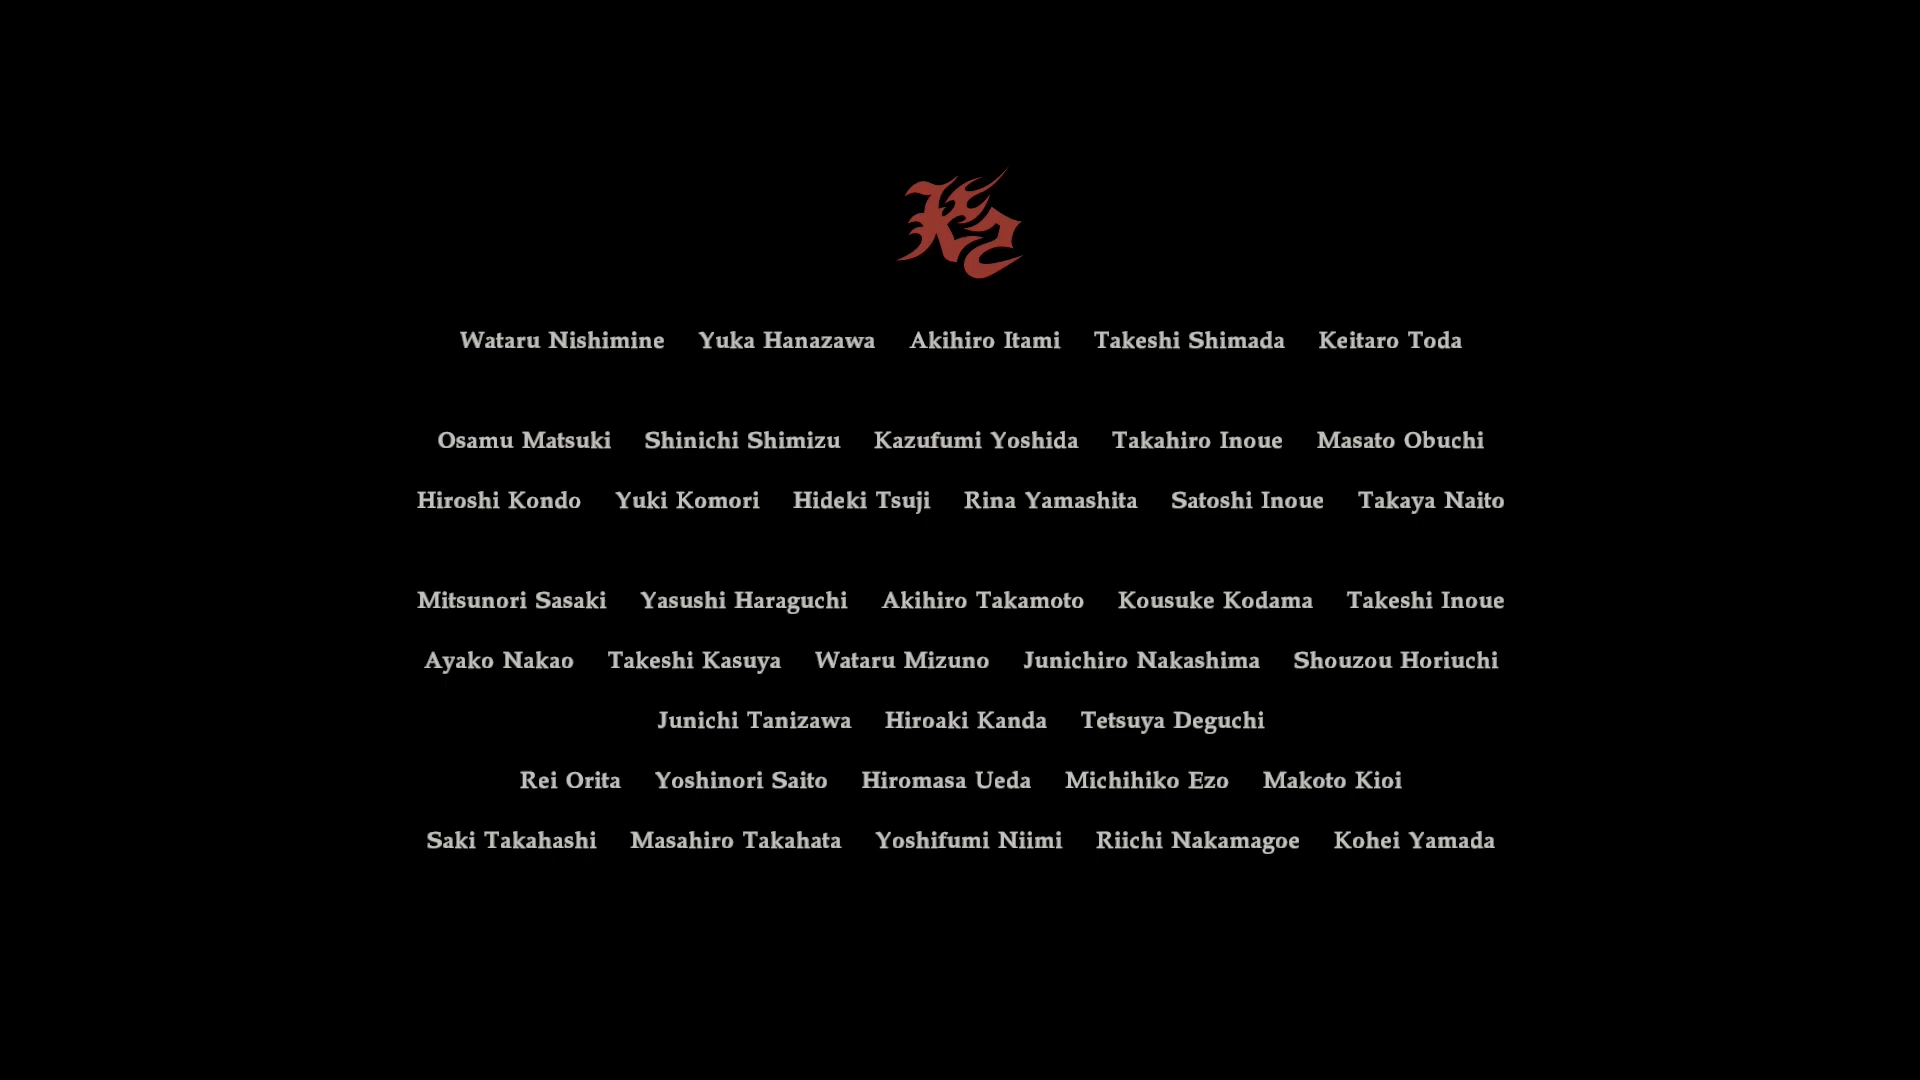 K2
Wataru Nishimine Yuka Hanazawa Akihiro Itami Takeshi Shimada Keitaro Toda
Osamu Matsuki Shinichi Shimizu Kazufumi Yoshida Takahiro Inoue Masato Obuchi
Hiroshi Kondo Yuki Komori Hideki Tsuji Rina Yamashita Satoshi Inoue Takaya Naito
Mitsunori Sasaki Yasushi Haraguchi Akihiro Takamoto Kousuke Kodama Takeshi Inoue
Ayako Nakao Takeshi Kasuya Wataru Mizuno Junichiro Nakashima Shouzou Horiuchi
Junichi Tanizawa Hiroaki Kanda Tetsuya Deguchi
Rei Orita Yoshinori Saito Hiromasa Ueda Michihiko Ezo Makoto Kioi
Saki Takahashi Masahiro Takahata Yoshifumi Niimi Riichi Nakamagoe Kohei Yamada